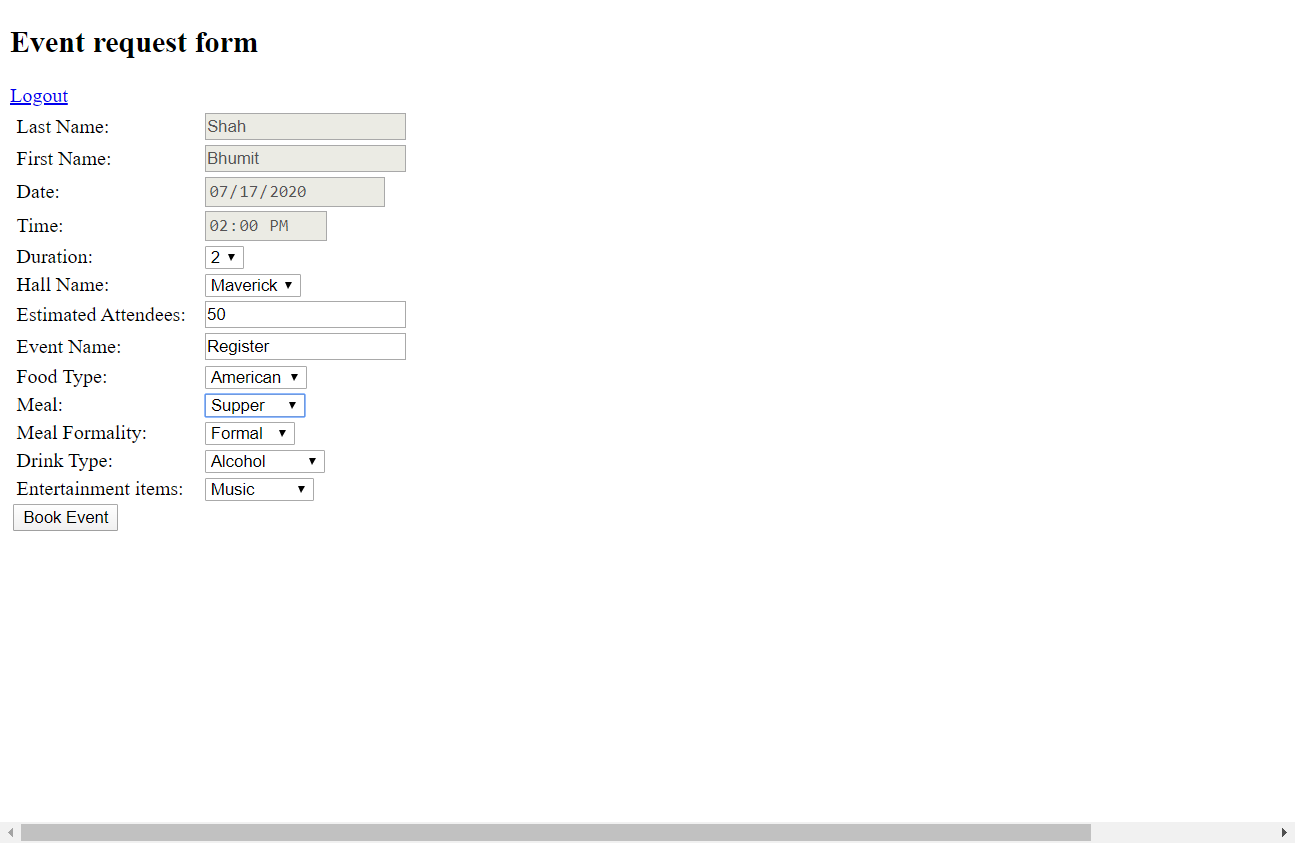 Event request form
Logout
Last Name: Shah
First Name: Bhumit
Date: 07/17/2020
Time: 02:00 PM
Duration: 2
Hall Name: Maverick
Estimated Attendees: 50
Event Name: Register
Food Type: American
Meal: Supper
Meal Formality: Formal
Drink Type: Alcohol
Entertainment items: Music
Book Event